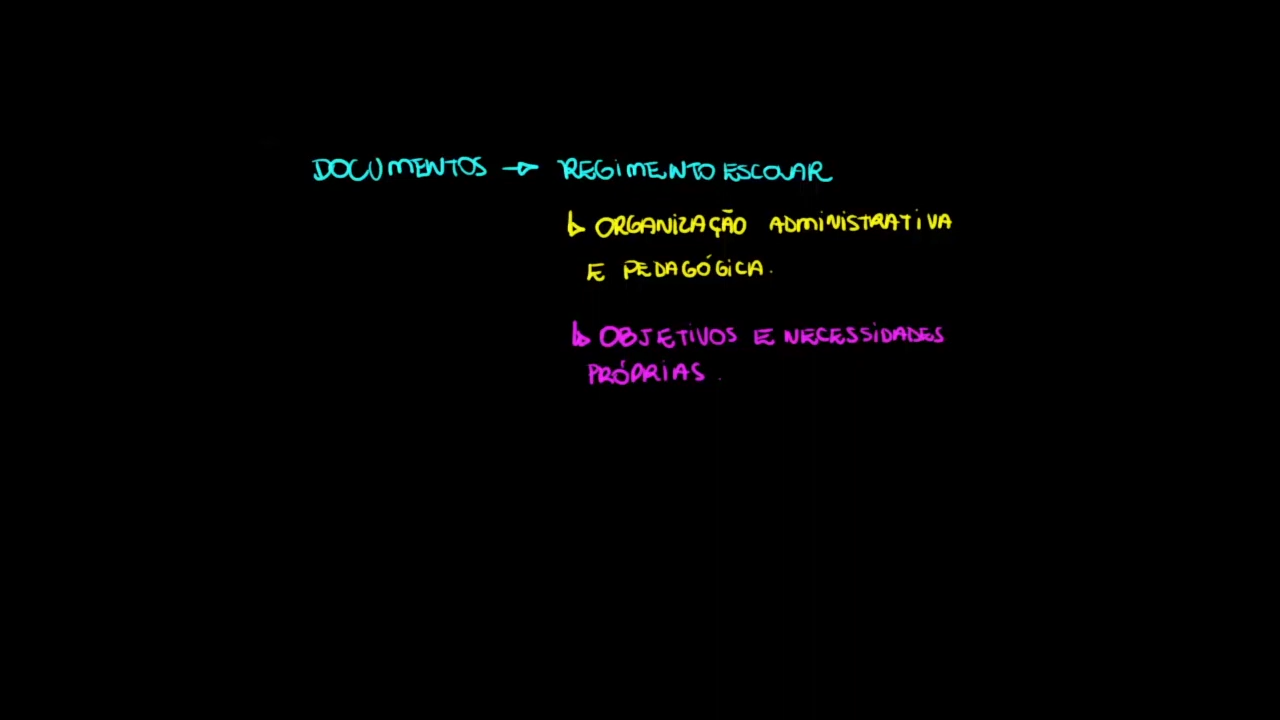 DOCUMENTOS → REGIMENTO ESCOLAR
↳ ORGANIZAÇÃO ADMINISTRATIVA
E PEDAGÓGICA.
↳ OBJETIVOS E NECESSIDADES
PRÓPRIAS.